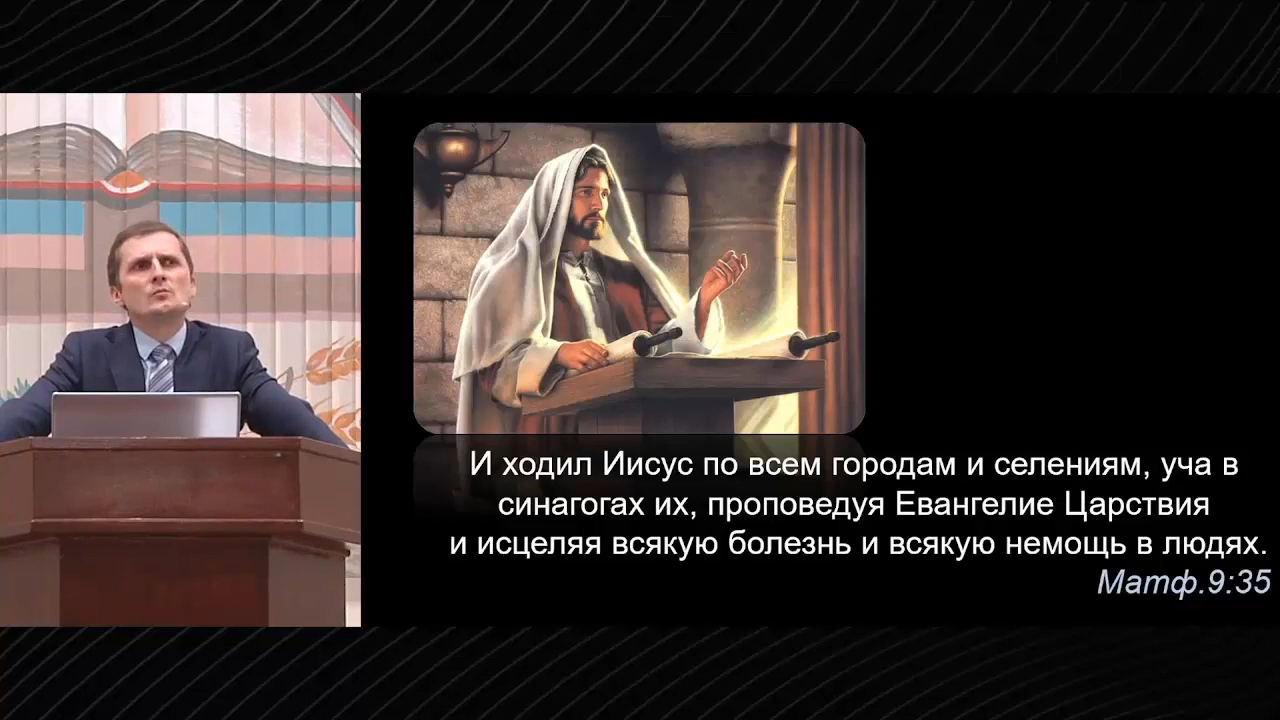 И ходил Иисус по всем городам и селениям, уча в
синагогах их, проповедуя Евангелие Царствия
и исцеляя всякую болезнь и всякую немощь в людях.
Матф.9:35